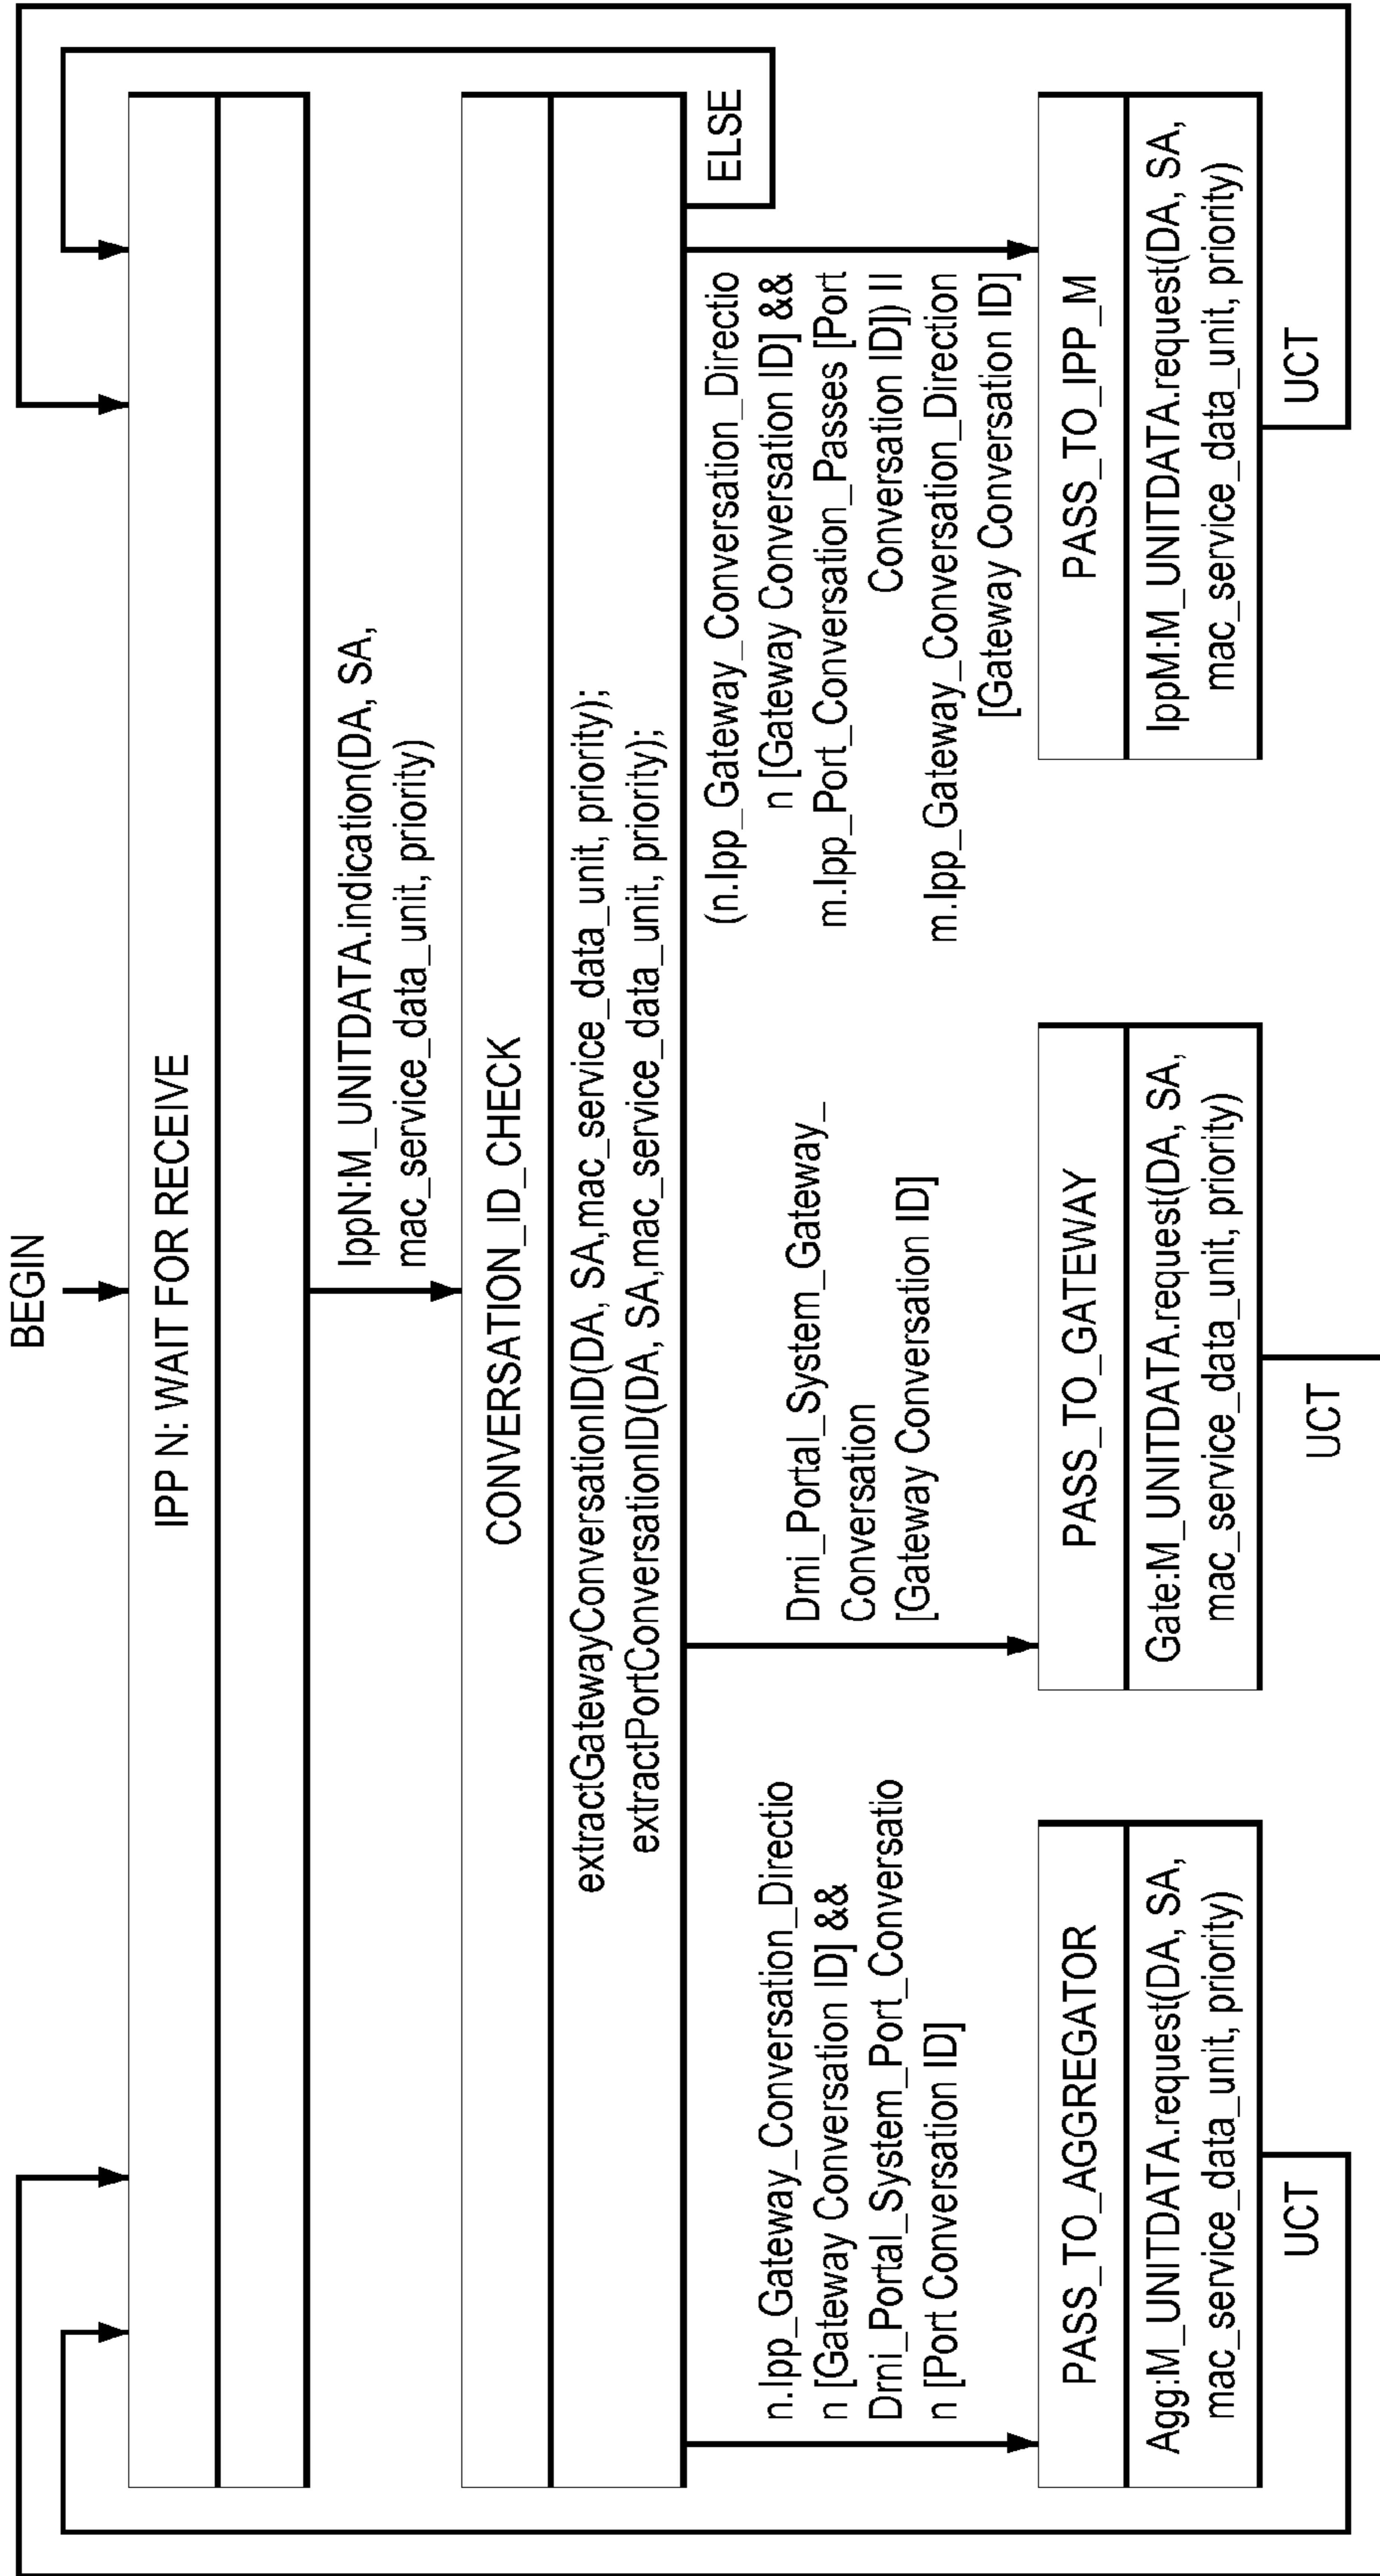 BEGIN
IPP N: WAIT FOR RECEIVE
IppN:M_UNITDATA.indication(DA, SA,
mac_service_data_unit, priority)
CONVERSATION_ID_CHECK
extractGatewayConversationID(DA, SA,mac_service_data_unit, priority);
extractPortConversationID(DA, SA,mac_service_data_unit, priority);
ELSE
n.Ipp_Gateway_Conversation_Directio
n [Gateway Conversation ID] &&
Drni_Portal_System_Port_Conversatio
n [Port Conversation ID]
Drni_Portal_System_Gateway_
Conversation
[Gateway Conversation ID]
(n.Ipp_Gateway_Conversation_Directio
n [Gateway Conversation ID] &&
m.Ipp_Port_Conversation_Passes [Port
Conversation ID]) II
m.Ipp_Gateway_Conversation_Direction
[Gateway Conversation ID]
PASS_TO_AGGREGATOR
Agg:M_UNITDATA.request(DA, SA,
mac_service_data_unit, priority)
UCT
PASS_TO_GATEWAY
Gate:M_UNITDATA.request(DA, SA,
mac_service_data_unit, priority)
UCT
PASS_TO_IPP_M
IppM:M_UNITDATA.request(DA, SA,
mac_service_data_unit, priority)
UCT